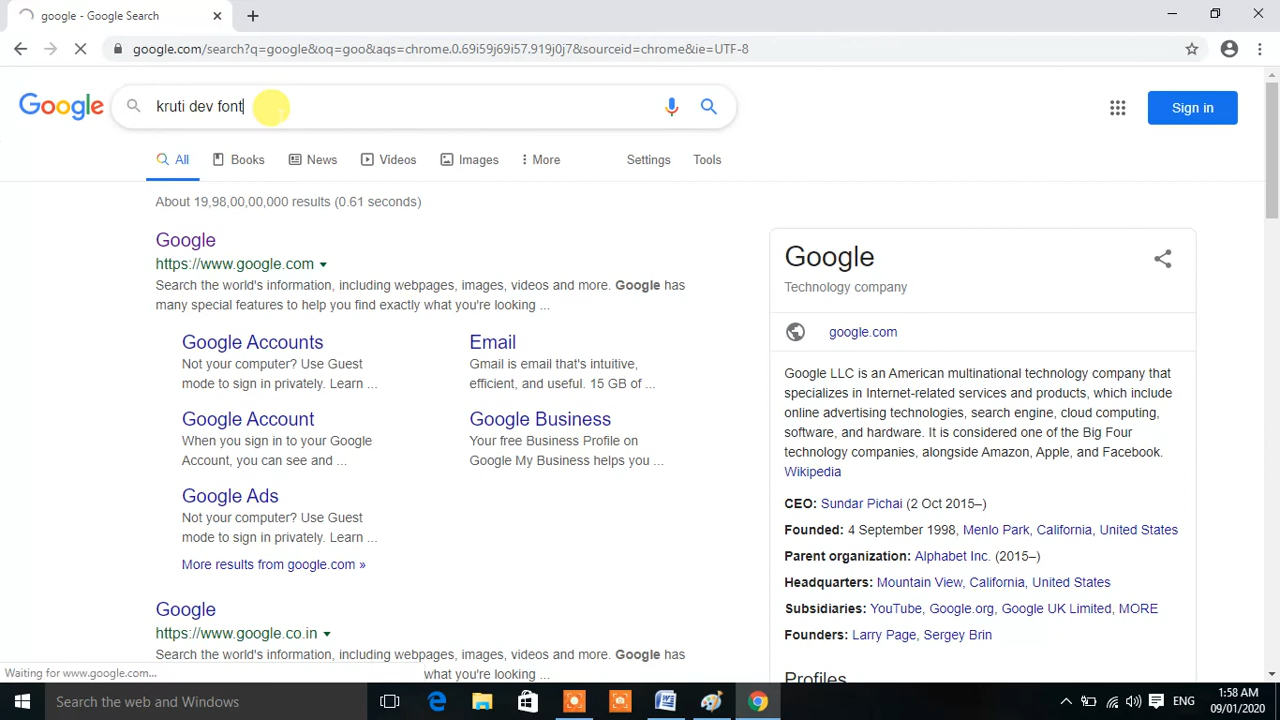 google - Google Search
google.com/search?q=google&oq=goo&aqs=chrome.0.69i59j69i57.919j0j7&sourceid=chrome&ie=UTF-8
Google
kruti dev font
Sign in
All
Books
News
Videos
Images
More
Settings
Tools
About 19,98,00,00,000 results (0.61 seconds)
Google
https://www.google.com
Search the world's information, including webpages, images, videos and more. Google has
many special features to help you find exactly what you're looking ...
Google Accounts
Not your computer? Use Guest
mode to sign in privately. Learn ...
Email
Gmail is email that's intuitive,
efficient, and useful. 15 GB of ...
Google Account
When you sign in to your Google
Account, you can see and ...
Google Business
Your free Business Profile on
Google My Business helps you ...
Google Ads
Not your computer? Use Guest
mode to sign in privately. Learn ...
More results from google.com »
Google
https://www.google.co.in
Search the world's information, including webpages, images, videos and more. Google has
what you're looking ...
Google
Technology company
google.com
Google LLC is an American multinational technology company that
specializes in Internet-related services and products, which include
online advertising technologies, search engine, cloud computing,
software, and hardware. It is considered one of the Big Four
technology companies, alongside Amazon, Apple, and Facebook.
Wikipedia
CEO: Sundar Pichai (2 Oct 2015–)
Founded: 4 September 1998, Menlo Park, California, United States
Parent organization: Alphabet Inc. (2015–)
Headquarters: Mountain View, California, United States
Subsidiaries: YouTube, Google.org, Google UK Limited, MORE
Founders: Larry Page, Sergey Brin
Profiles
Waiting for www.google.com...
Search the web and Windows
ENG
1:58 AM
09/01/2020